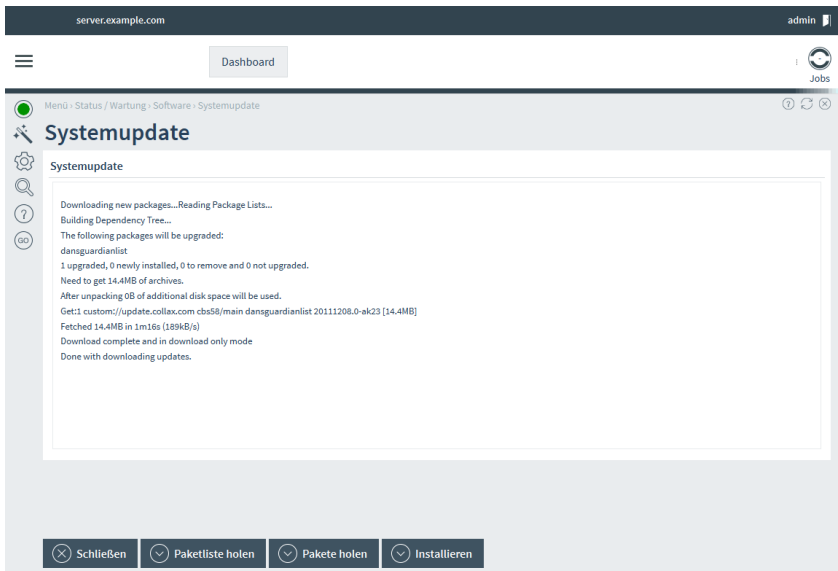 server.example.com
admin
Dashboard
Jobs
Menü › Status / Wartung › Software › Systemupdate
Systemupdate
Systemupdate
Downloading new packages...Reading Package Lists...
Building Dependency Tree...
The following packages will be upgraded:
dansguardianlist
1 upgraded, 0 newly installed, 0 to remove and 0 not upgraded.
Need to get 14.4MB of archives.
After unpacking 0B of additional disk space will be used.
Get:1 custom://update.collax.com cbs58/main dansguardianlist 20111208.0-ak23 [14.4MB]
Fetched 14.4MB in 1m16s (189kB/s)
Download complete and in download only mode
Done with downloading updates.
GO
Schließen
Paketliste holen
Pakete holen
Installieren